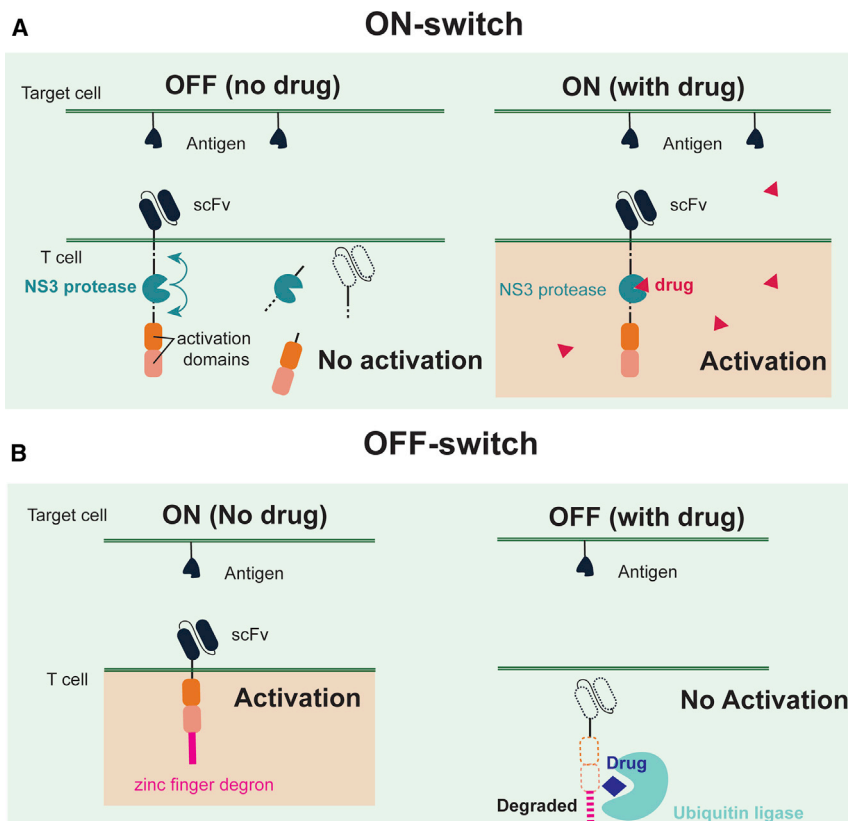 A
ON-switch
OFF (no drug)
ON (with drug)
Target cell
Antigen
Antigen
scFv
scFv
T cell
NS3 protease
NS3 protease
drug
activation
domains
No activation
Activation
B
OFF-switch
ON (No drug)
OFF (with drug)
Target cell
Antigen
Antigen
scFv
T cell
Activation
No Activation
zinc finger degron
Drug
Degraded
Ubiquitin ligase